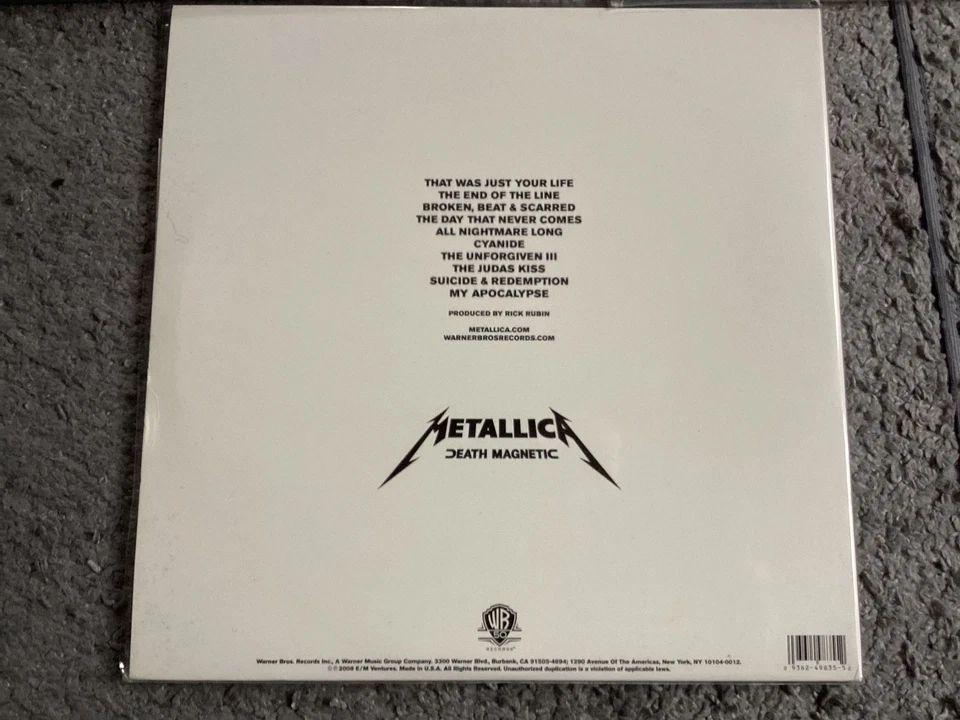 THAT WAS JUST YOUR LIFE
THE END OF THE LINE
BROKEN, BEAT & SCARRED
THE DAY THAT NEVER COMES
ALL NIGHTMARE LONG
CYANIDE
THE UNFORGIVEN III
THE JUDAS KISS
SUICIDE & REDEMPTION
MY APOCALYPSE
PRODUCED BY RICK RUBIN
METALLICA.COM
WARNERBROSRECORDS.COM
METALLICA
DEATH MAGNETIC
WB
50
RECORDS
Warner Bros. Records Inc., A Warner Music Group Company. 3300 Warner Blvd., Burbank, CA 91505-4694; 1290 Avenue Of The Americas, New York, NY 10104-0012.
℗©2008 E/M Ventures. Made in U.S.A. All Rights Reserved. Unauthorized duplication is a violation of applicable laws.